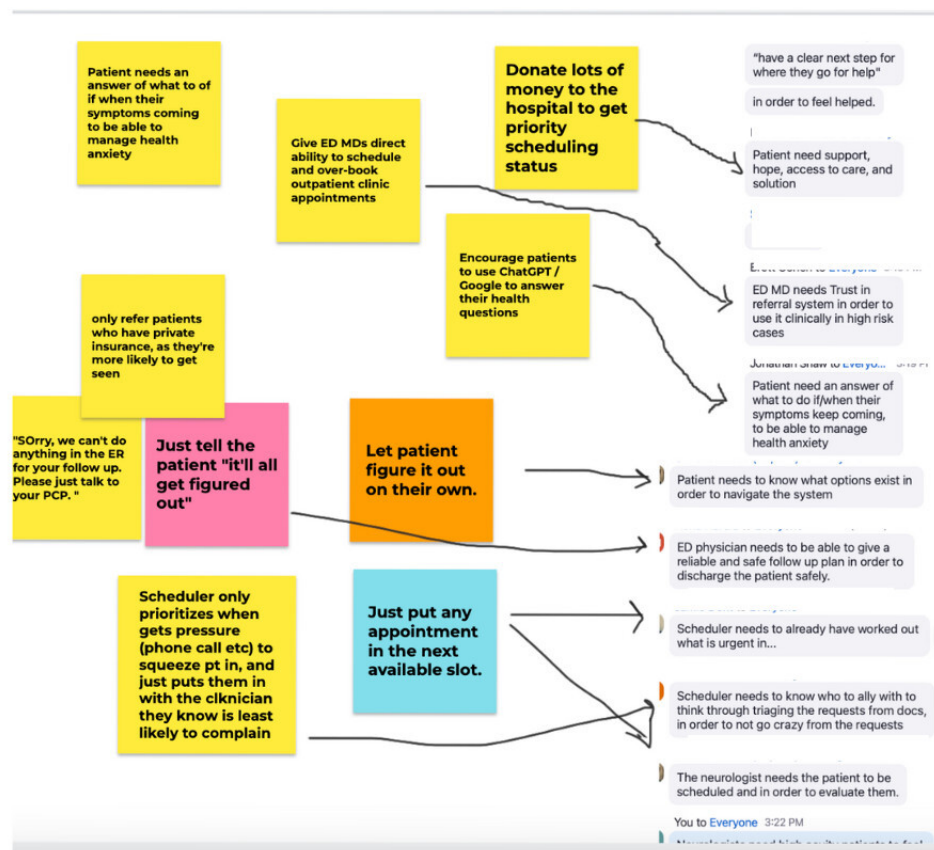 Patient needs an
answer of what to of
if when their
symptoms coming
to be able to
manage health
anxiety
Give ED MDs direct
ability to schedule
and over-book
outpatient clinic
appointments
Donate lots of
money to the
hospital to get
priority
scheduling
status
Encourage patients
to use ChatGPT /
Google to answer
their health
questions
only refer patients
who have private
insurance, as they're
more likely to get
seen
"SOrry, we can't do
anything in the ER
for your follow up.
Please just talk to
your PCP. "
Just tell the
patient "it'll all
get figured
out"
Let patient
figure it out
on their own.
Scheduler only
prioritizes when
gets pressure
(phone call etc) to
squeeze pt in, and
just puts them in
with the clknician
they know is least
likely to complain
Just put any
appointment
in the next
available slot.
"have a clear next step for
where they go for help"
in order to feel helped.
Patient need support,
hope, access to care, and
solution
to Everyone
ED MD needs Trust in
referral system in order to
use it clinically in high risk
cases
Jonathan Shaw to Everyo...
Patient need an answer of
what to do if/when their
symptoms keep coming,
to be able to manage
health anxiety
Patient needs to know what options exist in
order to navigate the system
ED physician needs to be able to give a
reliable and safe follow up plan in order to
discharge the patient safely.
Scheduler needs to already have worked out
what is urgent in...
Scheduler needs to know who to ally with to
think through triaging the requests from docs,
in order to not go crazy from the requests
The neurologist needs the patient to be
scheduled and in order to evaluate them.
You to Everyone 3:22 PM